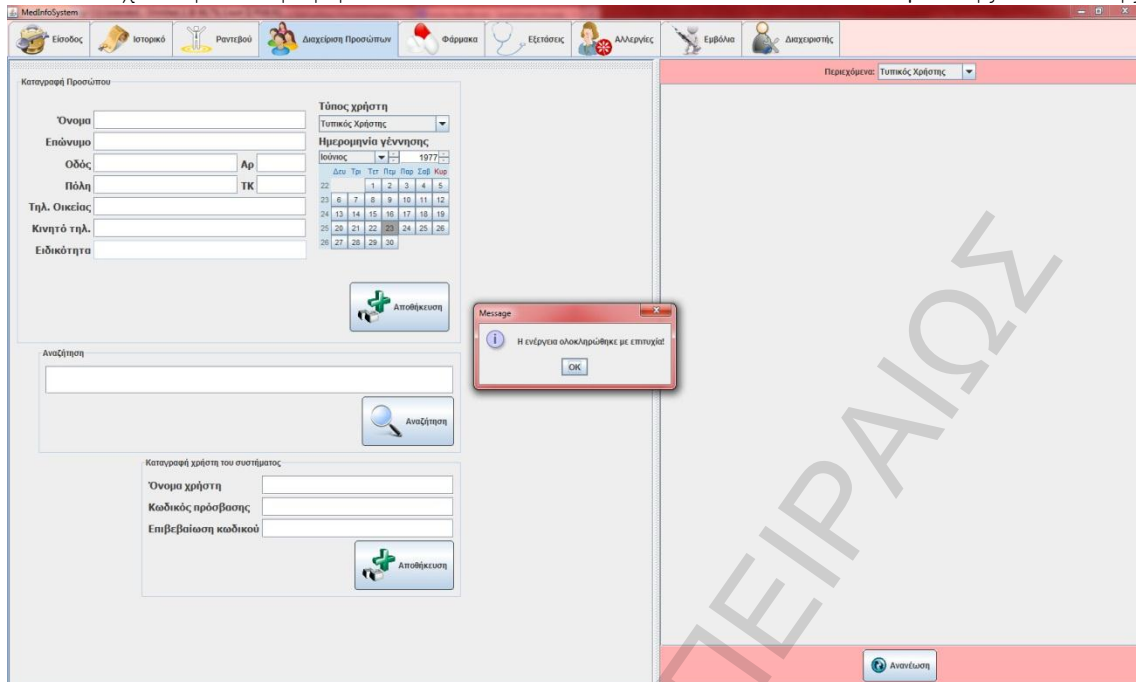 MedInfoSystem
Είσοδος Ιστορικό Ραντεβού Διαχείριση Προσώπων Φάρμακα Εξετάσεις Αλλεργίες Εμβόλια Διαχειριστής
Καταγραφή Προσώπου
Όνομα
Επώνυμο
Οδός Αρ
Πόλη ΤΚ
Τηλ. Οικείας
Κινητό τηλ.
Ειδικότητα
Τύπος χρήστη
Τυπικός Χρήστης
Ημερομηνία γέννησης
Ιούνιος 1977
Δευ Τρι Τετ Πεμ Παρ Σαβ Κυρ
22 1 2 3 4 5
23 6 7 8 9 10 11 12
24 13 14 15 16 17 18 19
25 20 21 22 23 24 25 26
26 27 28 29 30
Αποθήκευση
Αναζήτηση
Αναζήτηση
Καταγραφή χρήστη του συστήματος
Όνομα χρήστη
Κωδικός πρόσβασης
Επιβεβαίωση κωδικού
Αποθήκευση
Message
Η ενέργεια ολοκληρώθηκε με επιτυχία!
OK
Περιεχόμενα: Τυπικός Χρήστης
Ανανέωση
ΠΕΙΡΑΙΩΣ